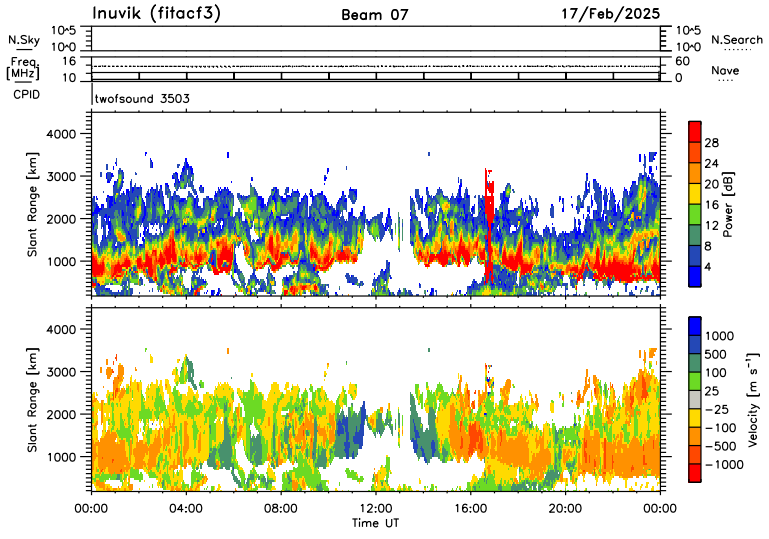 Inuvik (fitacf3) Beam 07 17/Feb/2025
N.Sky 10^5 10^0 10^5 10^0 N.Search
Freq. [MHz] 16 10 60 0 Nave
CPID twofsound 3503
Slant Range [km]
4000
3000
2000
1000
Power [dB]
28
24
20
16
12
8
4
Slant Range [km]
4000
3000
2000
1000
Velocity [m s⁻¹]
1000
500
100
25
−25
−100
−500
−1000
00:00 04:00 08:00 12:00 16:00 20:00 00:00
Time UT